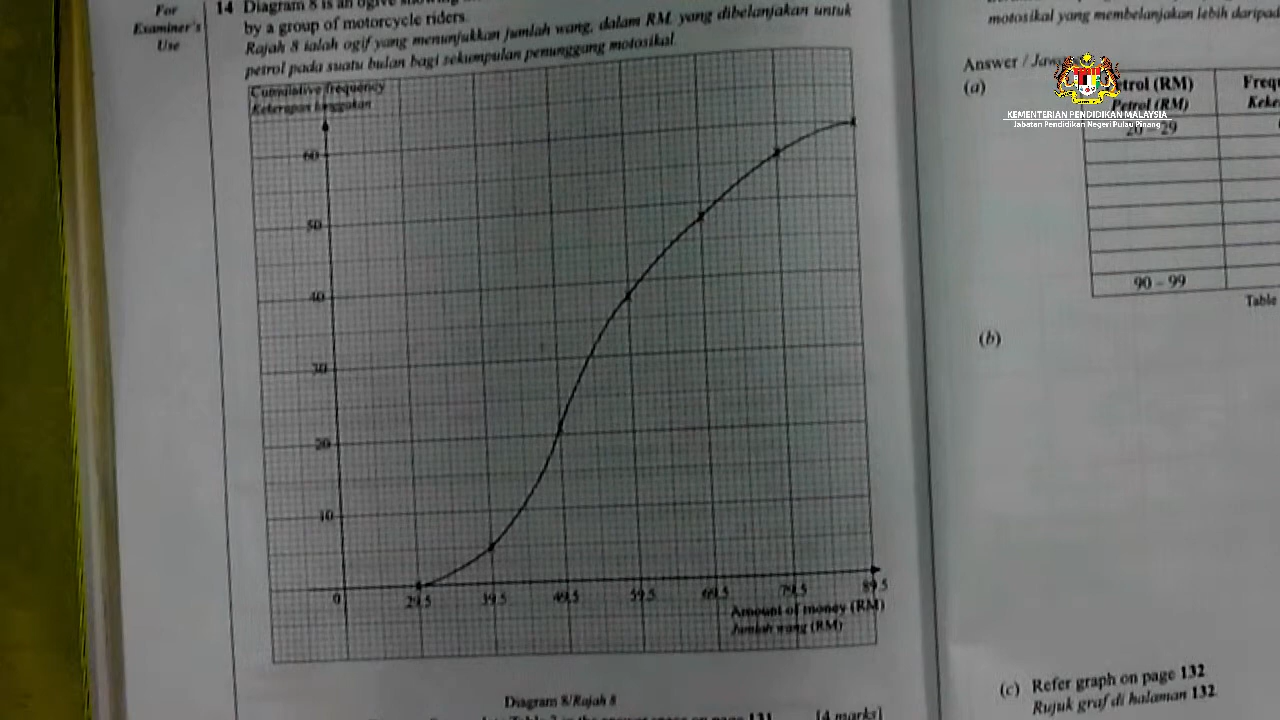 For
Examiner's
Use
14 Diagram 8 is an ogive
by a group of motorcycle riders.
Rajah 8 ialah ogif yang menunjukkan jumlah wang, dalam RM, yang dibelanjakan untuk
petrol pada suatu bulan bagi sekumpulan penunggang motosikal.
Cumulative frequency
Kekerapan longgokan
60
50
40
30
20
10
0 29.5 39.5 49.5 59.5 69.5 79.5 89.5
Amount of money (RM)
Jumlah wang (RM)
Diagram 8/Rajah 8
[4 marks]
motosikal yang membelanjakan lebih
Answer /
(a)
Petrol (RM)
Petrol (RM)
20 – 29
90 – 99
Table
KEMENTERIAN PENDIDIKAN MALAYSIA
Jabatan Pendidikan Negeri Pulau Pinang
(b)
(c) Refer graph on page 132
Rujuk graf di halaman 132.